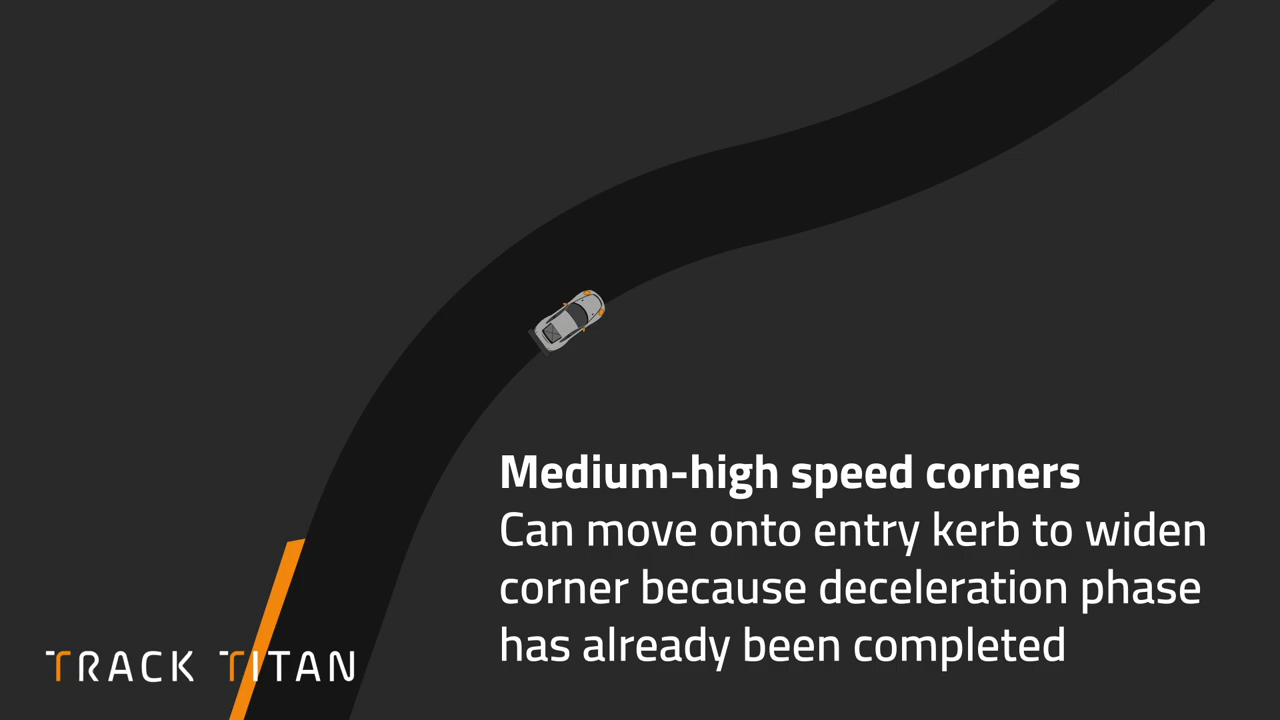 Medium-high speed corners
Can move onto entry kerb to widen
corner because deceleration phase
has already been completed
TRACK TITAN